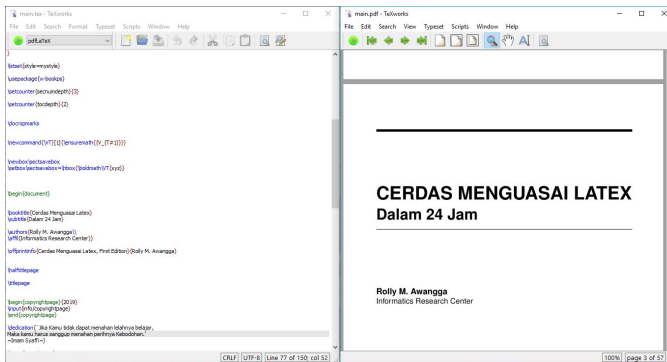 main.tex - TeXworks
File Edit Search Format Typeset Scripts Window Help
pdfLaTeX
}
\lstset{style=mystyle}
\usepackage{w-bookps}
\setcounter{secnumdepth}{3}
\setcounter{tocdepth}{2}
\docropmarks
\newcommand{\VT}[1]{\ensuremath{{V_{T#1}}}}
\newbox\sectsavebox
\setbox\sectsavebox=\hbox{\boldmath\VT{xyz}}
\begin{document}
\booktitle{Cerdas Menguasai Latex}
\subtitle{Dalam 24 Jam}
\authors{Rolly M. Awangga\\
\affil{Informatics Research Center}}
\offprintinfo{Cerdas Menguasai Latex, First Edition}{Rolly M. Awangga}
\halftitlepage
\titlepage
\begin{copyrightpage}{2019}
\input{info/copyrightpage}
\end{copyrightpage}
\dedication{``Jika Kamu tidak dapat menahan lelahnya belajar,
Maka kamu harus sanggup menahan perihnya Kebodohan.''
~Imam Syafi'i~}
CRLF UTF-8 Line 77 of 150; col 52
main.pdf - TeXworks
File Edit Search View Typeset Scripts Window Help
CERDAS MENGUASAI LATEX
Dalam 24 Jam
Rolly M. Awangga
Informatics Research Center
100% page 3 of 57